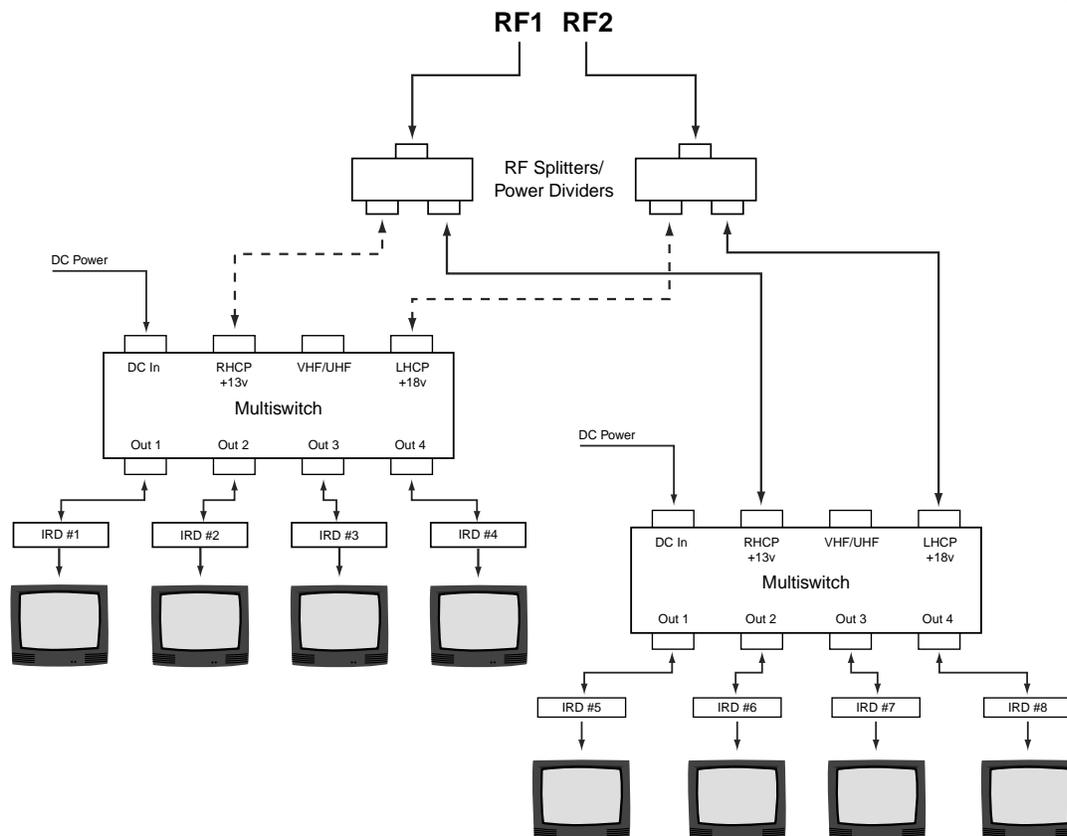 RF1 RF2
RF Splitters/
Power Dividers
DC Power
DC In
RHCP
+13v
VHF/UHF
LHCP
+18v
Multiswitch
Out 1
Out 2
Out 3
Out 4
IRD #1
IRD #2
IRD #3
IRD #4
DC Power
DC In
RHCP
+13v
VHF/UHF
LHCP
+18v
Multiswitch
Out 1
Out 2
Out 3
Out 4
IRD #5
IRD #6
IRD #7
IRD #8